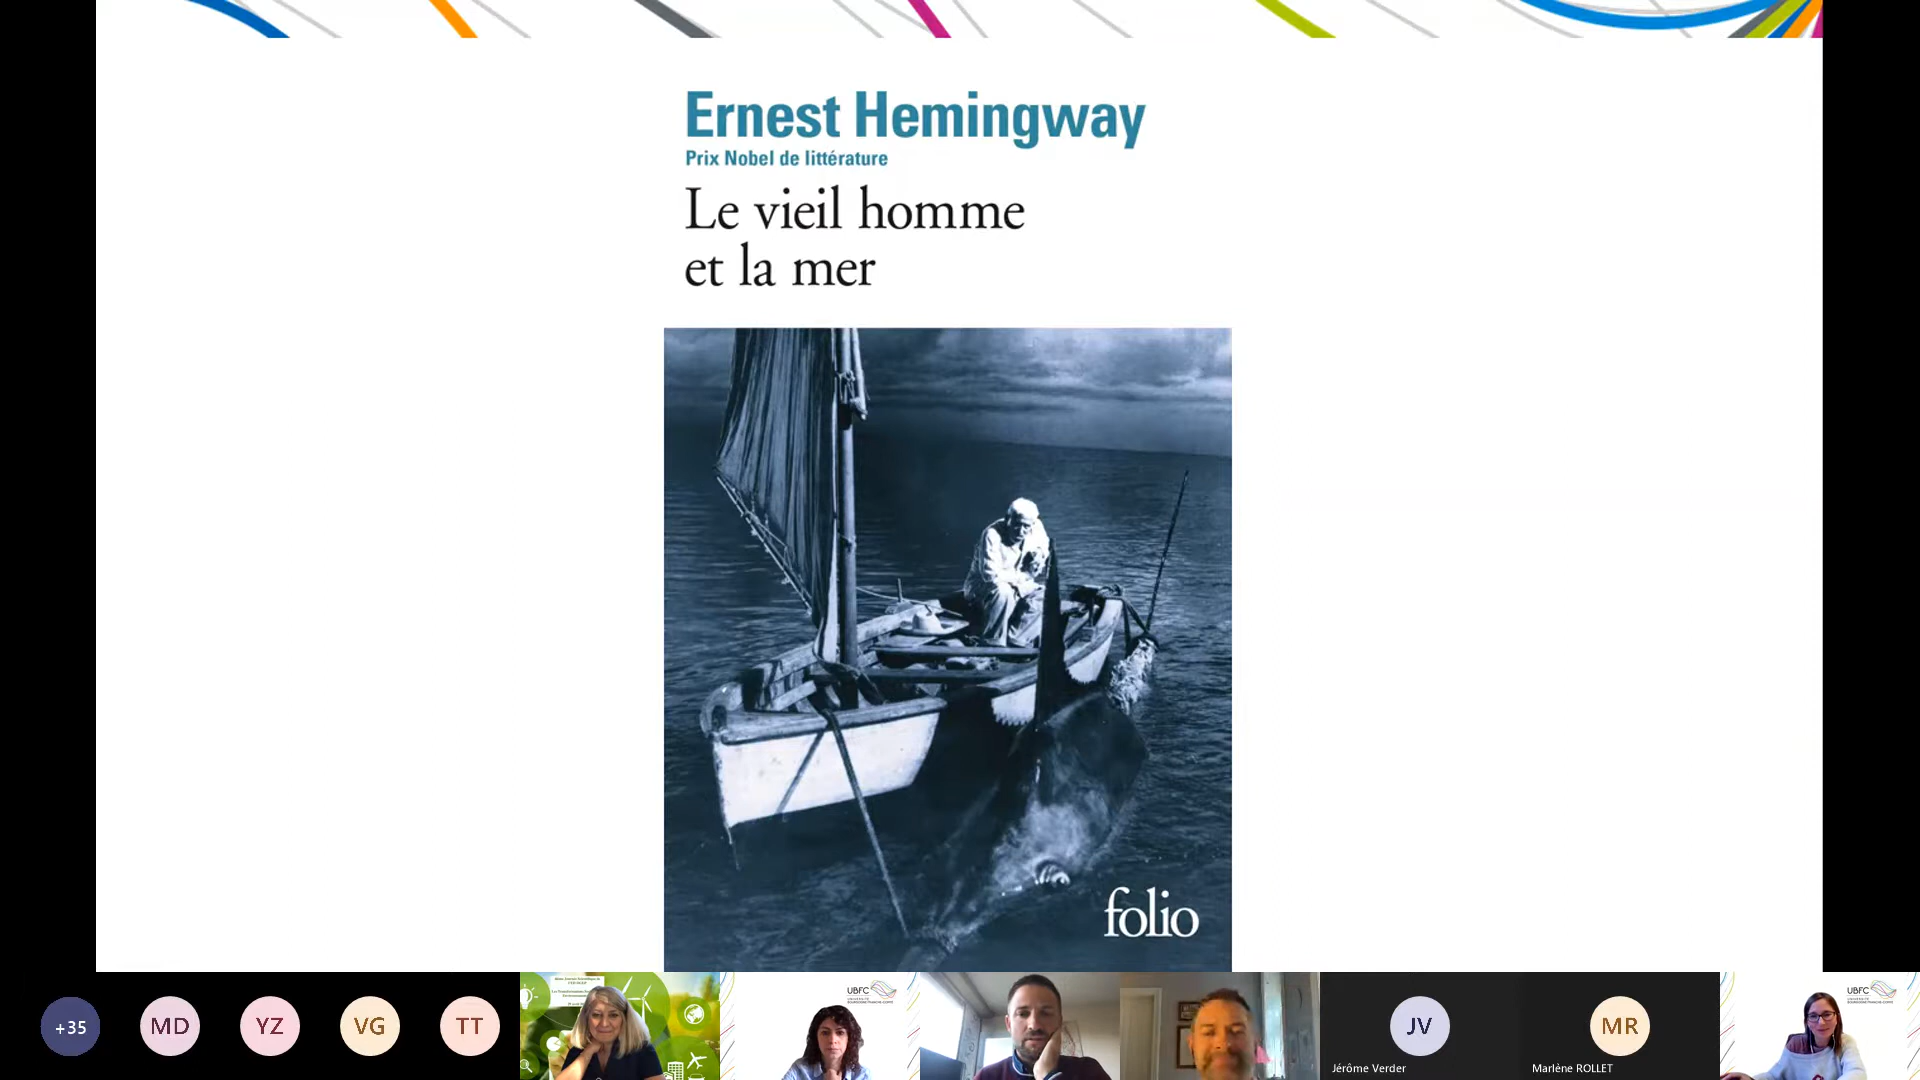 Ernest Hemingway
Prix Nobel de littérature
Le vieil homme
et la mer
folio
+35
MD
YZ
VG
TT
UBFC
JV
Jérôme Verder
MR
Marlène ROLLET
UBFC